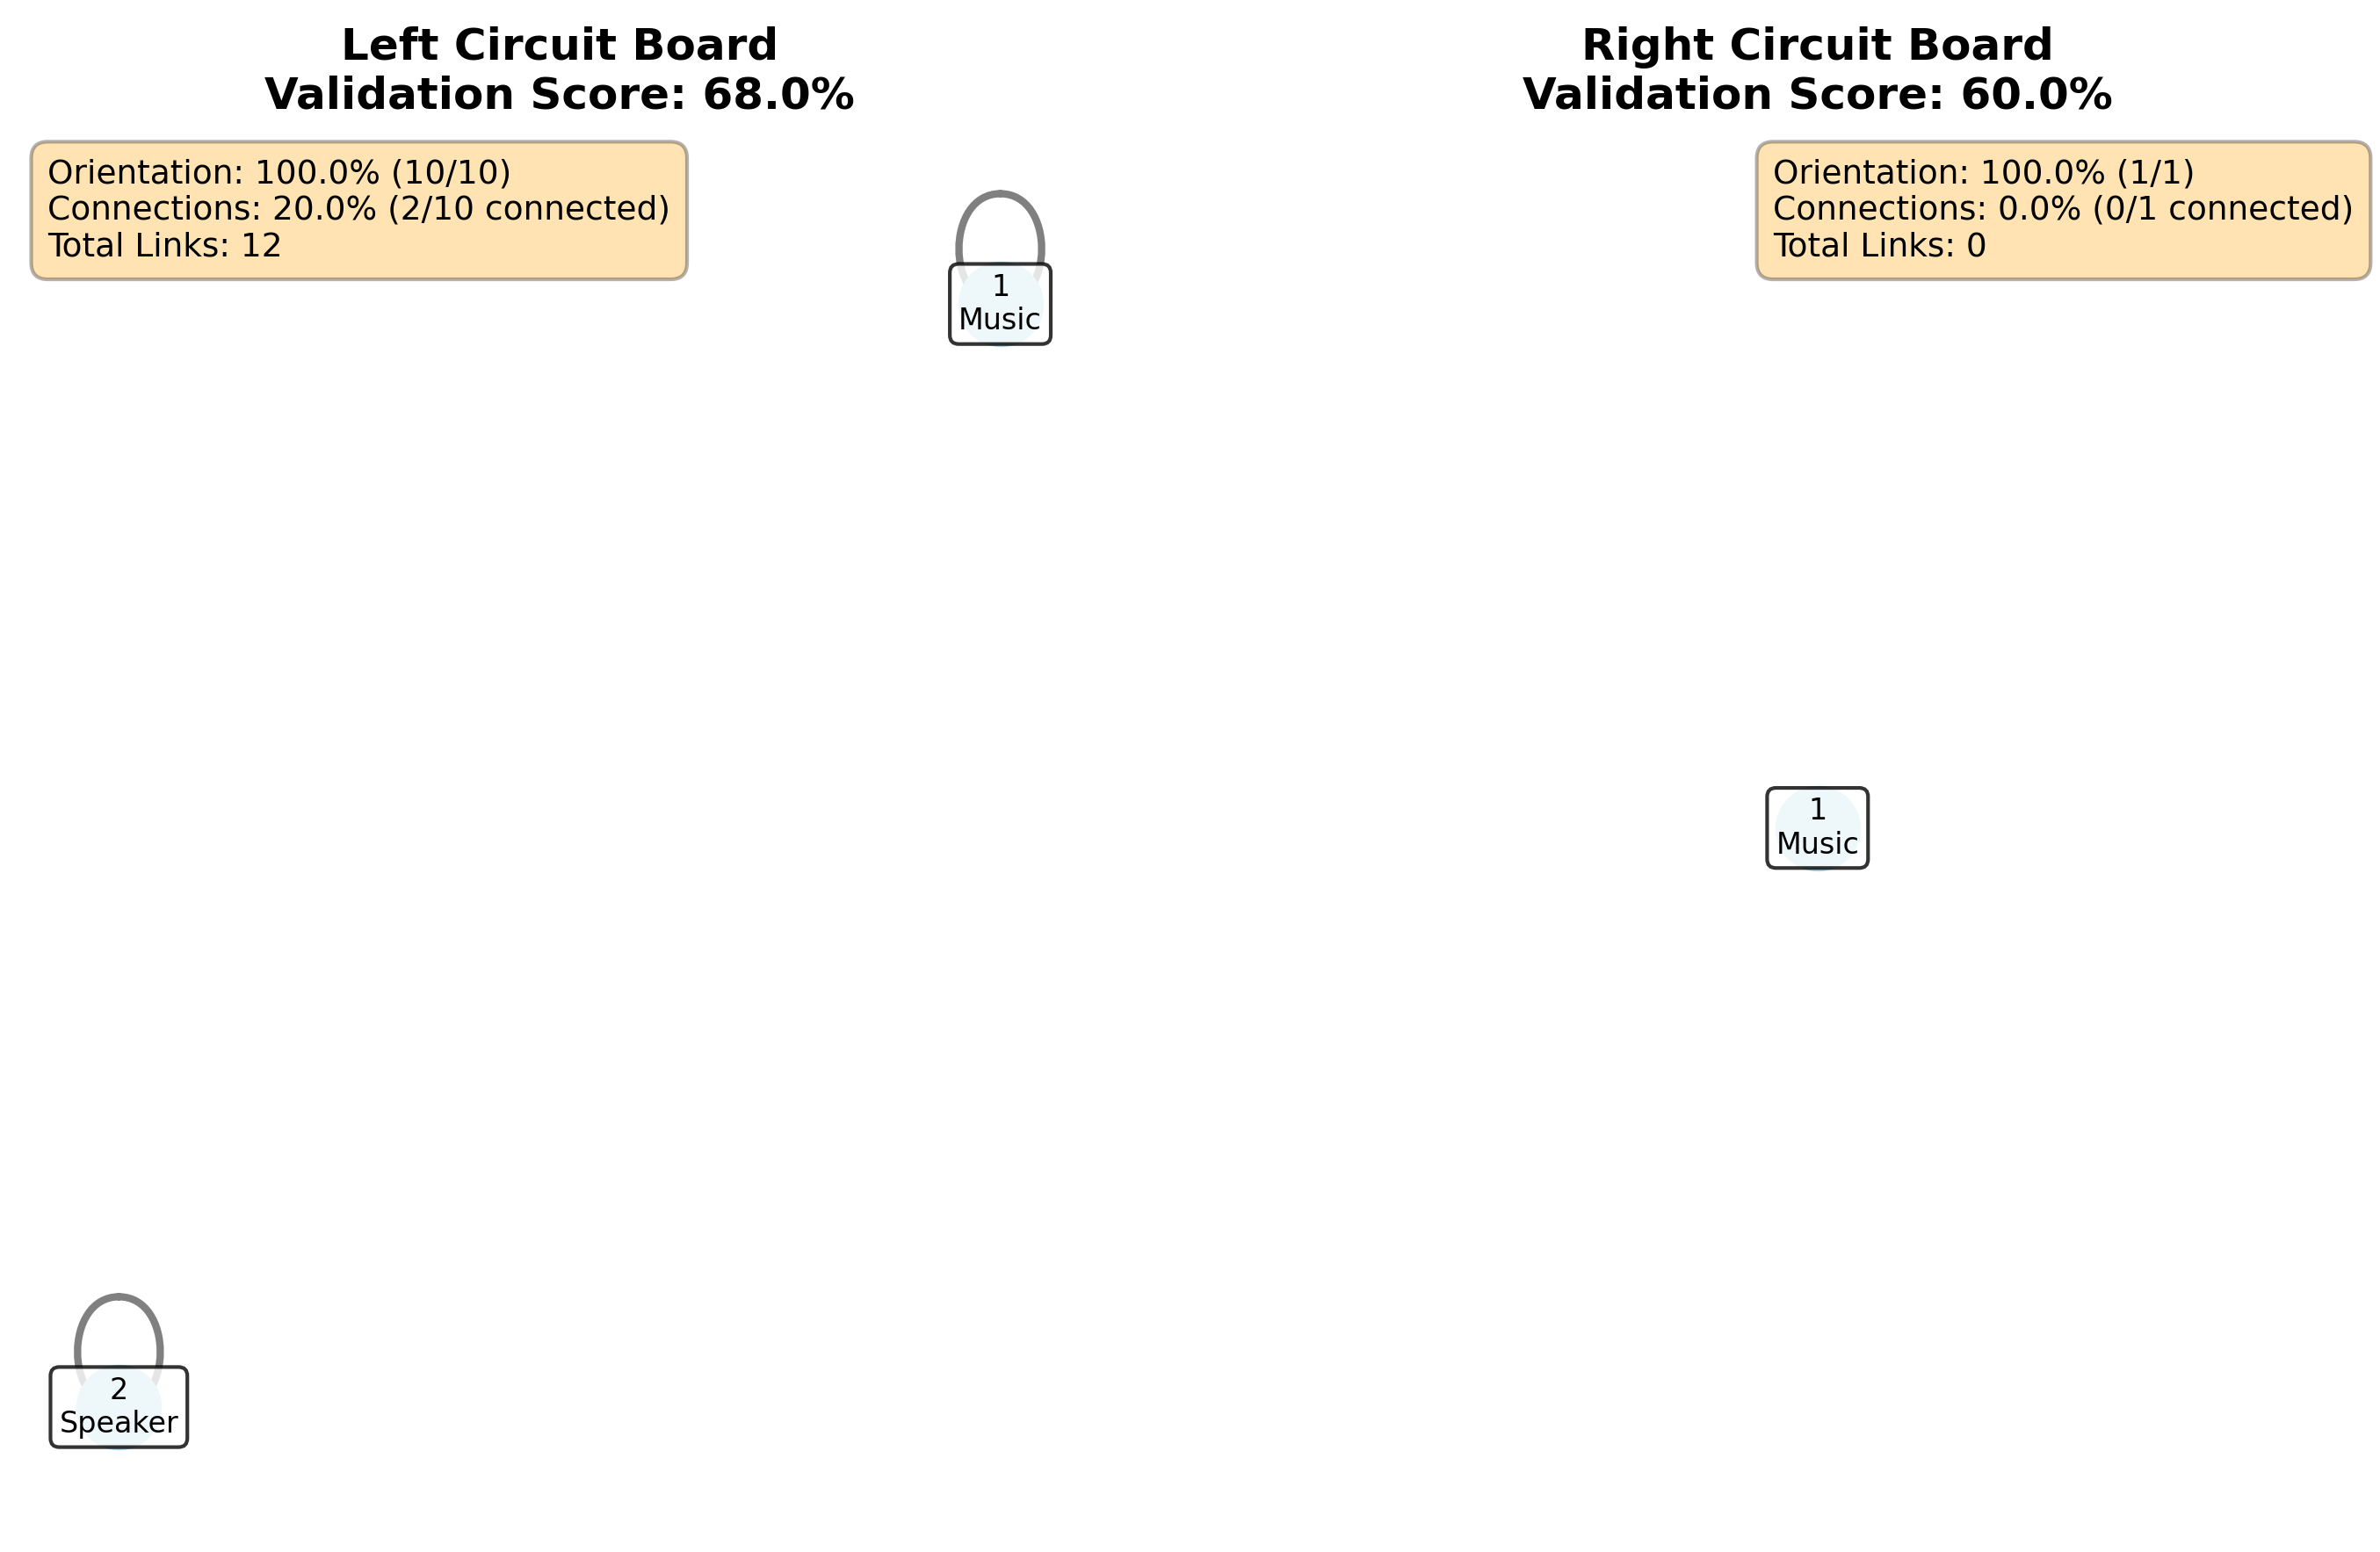 Left Circuit Board
Validation Score: 68.0%
Orientation: 100.0% (10/10)
Connections: 20.0% (2/10 connected)
Total Links: 12
1
Music
2
Speaker
Right Circuit Board
Validation Score: 60.0%
Orientation: 100.0% (1/1)
Connections: 0.0% (0/1 connected)
Total Links: 0
1
Music